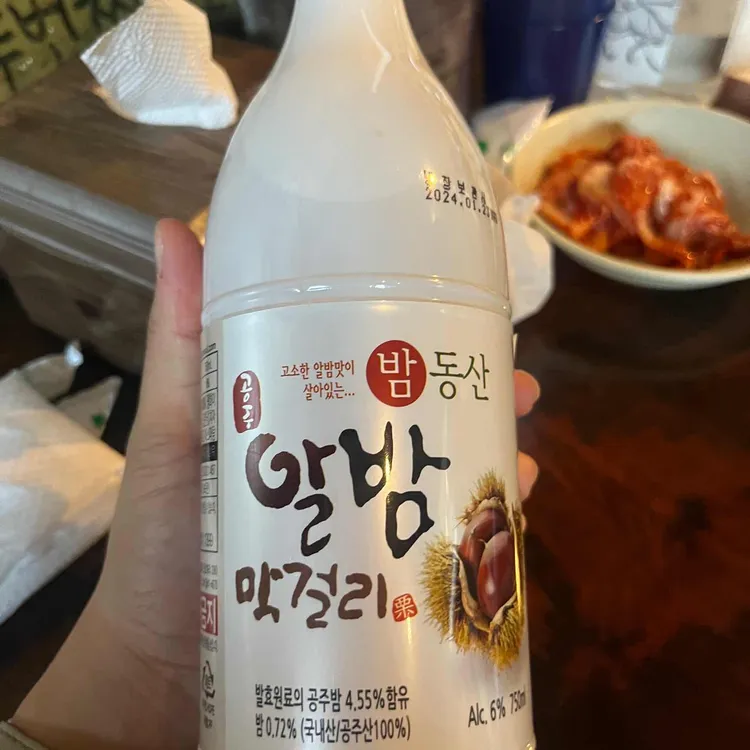 2024.01.23
공주
고소한 알밤맛이
살아있는...
밤동산
알밤
막걸리
栗
발효원료의 공주밤 4.55%함유
밤 0.72% (국내산/공주산100%)
Alc. 6% 750㎖